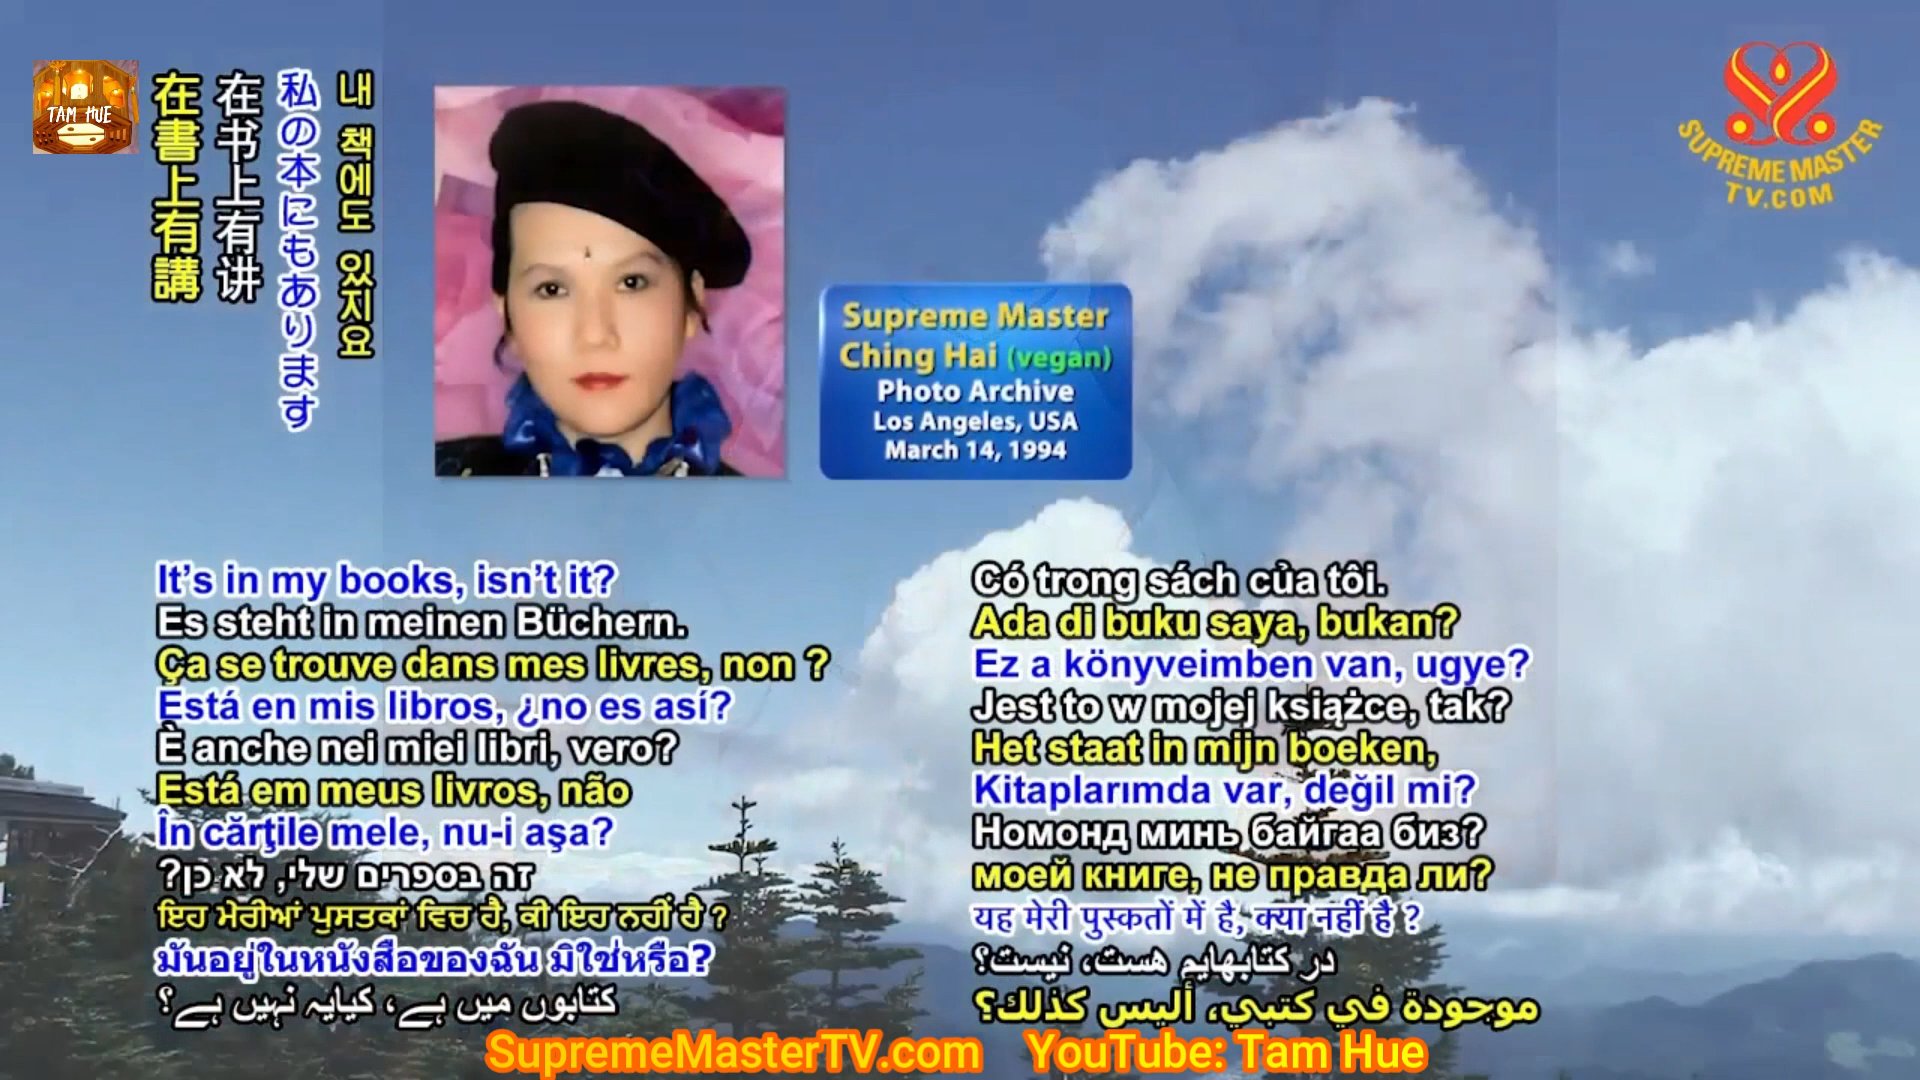 TAM HUE
在書上有講
在书上有讲
私の本にもあります
내 책에도 있지요
SUPREME MASTER
TV.COM
Supreme Master
Ching Hai (vegan)
Photo Archive
Los Angeles, USA
March 14, 1994
It's in my books, isn't it?
Es steht in meinen Büchern.
Ça se trouve dans mes livres, non ?
Está en mis libros, ¿no es así?
È anche nei miei libri, vero?
Está em meus livros, não
În cărţile mele, nu-i aşa?
זה בספרים שלי, לא כן?
ਇਹ ਮੇਰੀਆਂ ਪੁਸਤਕਾਂ ਵਿਚ ਹੈ, ਕੀ ਇਹ ਨਹੀਂ ਹੈ ?
มันอยู่ในหนังสือของฉัน มิใช่หรือ?
کتابوں میں ہے، کیایہ نہیں ہے؟
Có trong sách của tôi.
Ada di buku saya, bukan?
Ez a könyveimben van, ugye?
Jest to w mojej książce, tak?
Het staat in mijn boeken,
Kitaplarımda var, değil mi?
Номонд минь байгаа биз?
моей книге, не правда ли?
यह मेरी पुस्कतों में है, क्या नहीं है ?
در کتابهایم هست، نیست؟
موجودة في كتبي، أليس كذلك؟
SupremeMasterTV.com YouTube: Tam Hue